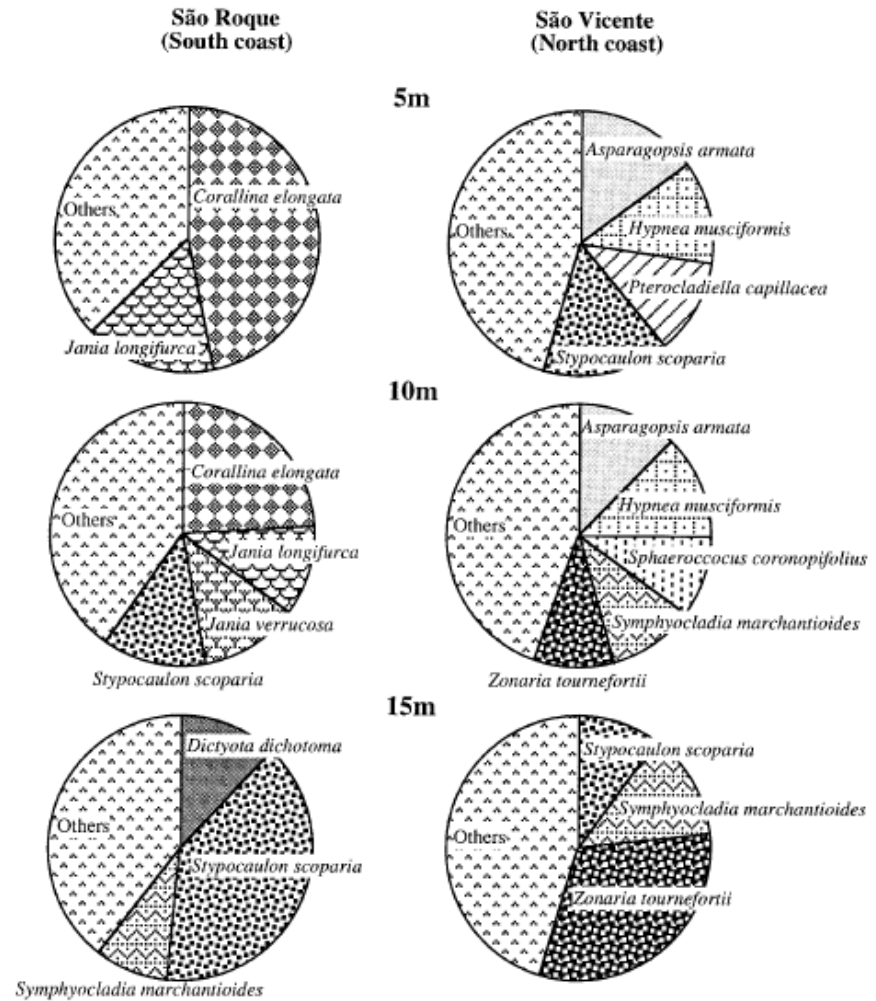 São Roque
(South coast)
São Vicente
(North coast)
5m
Corallina elongata
Others
Jania longifurca
Asparagopsis armata
Hypnea musciformis
Others
Pterocladiella capillacea
Stypocaulon scoparia
10m
Corallina elongata
Others
Jania longifurca
Jania verrucosa
Stypocaulon scoparia
Asparagopsis armata
Hypnea musciformis
Others
Sphaeroccocus coronopifolius
Symphyocladia marchantioides
Zonaria tournefortii
15m
Dictyota dichotoma
Others
Stypocaulon scoparia
Symphyocladia marchantioides
Stypocaulon scoparia
Symphyocladia marchantioides
Others
Zonaria tournefortii